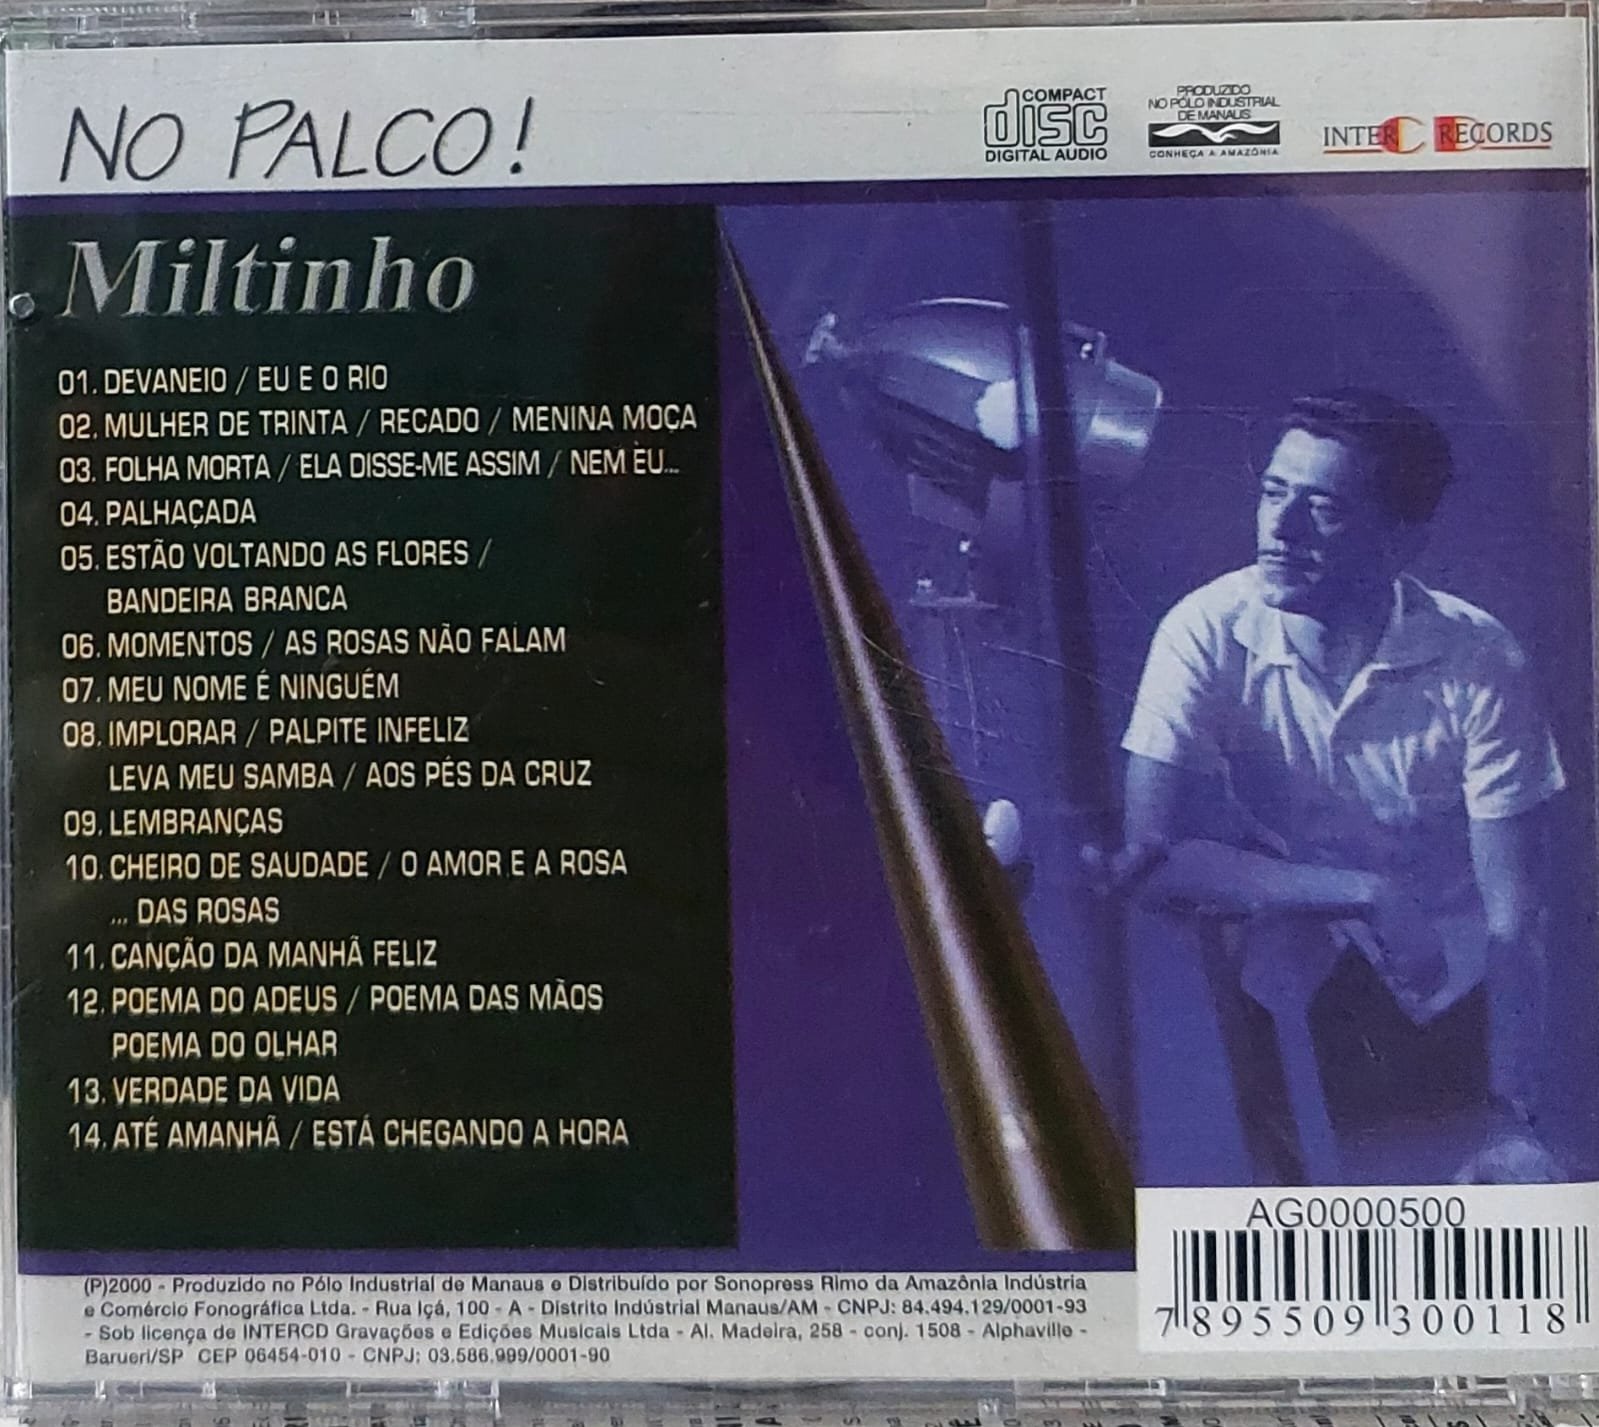 NO PALCO!
COMPACT
disc
DIGITAL AUDIO
PRODUZIDO
NO PÓLO INDUSTRIAL
DE MANAUS
CONHEÇA A AMAZÔNIA
INTERCD RECORDS
Miltinho
01. DEVANEIO / EU E O RIO
02. MULHER DE TRINTA / RECADO / MENINA MOÇA
03. FOLHA MORTA / ELA DISSE-ME ASSIM / NEM EU...
04. PALHAÇADA
05. ESTÃO VOLTANDO AS FLORES /
BANDEIRA BRANCA
06. MOMENTOS / AS ROSAS NÃO FALAM
07. MEU NOME É NINGUÉM
08. IMPLORAR / PALPITE INFELIZ
LEVA MEU SAMBA / AOS PÉS DA CRUZ
09. LEMBRANÇAS
10. CHEIRO DE SAUDADE / O AMOR E A ROSA
... DAS ROSAS
11. CANÇÃO DA MANHÃ FELIZ
12. POEMA DO ADEUS / POEMA DAS MÃOS
POEMA DO OLHAR
13. VERDADE DA VIDA
14. ATÉ AMANHÃ / ESTÁ CHEGANDO A HORA
(P)2000 - Produzido no Pólo Industrial de Manaus e Distribuído por Sonopress Rimo da Amazônia Indústria
e Comércio Fonográfica Ltda. - Rua Içá, 100 - A - Distrito Indústrial Manaus/AM - CNPJ: 84.494.129/0001-93
- Sob licença de INTERCD Gravações e Edições Musicais Ltda - Al. Madeira, 258 - conj. 1508 - Alphaville -
Barueri/SP CEP 06454-010 - CNPJ: 03.586.999/0001-90
AG0000500
7 895509 300118